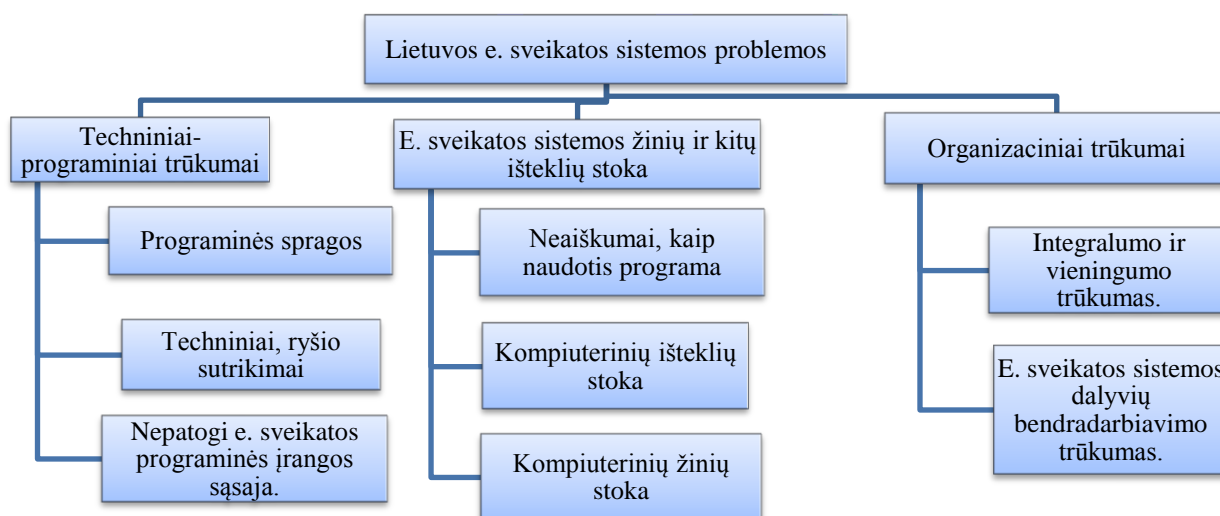 Lietuvos e. sveikatos sistemos problemos
Techniniai-
programiniai trūkumai
Programinės spragos
Techniniai, ryšio
sutrikimai
Nepatogi e. sveikatos
programinės įrangos
sąsaja.
E. sveikatos sistemos žinių ir kitų
išteklių stoka
Neaiškumai, kaip
naudotis programa
Kompiuterinių išteklių
stoka
Kompiuterinių žinių
stoka
Organizaciniai trūkumai
Integralumo ir
vieningumo
trūkumas.
E. sveikatos sistemos
dalyvių
bendradarbiavimo
trūkumas.